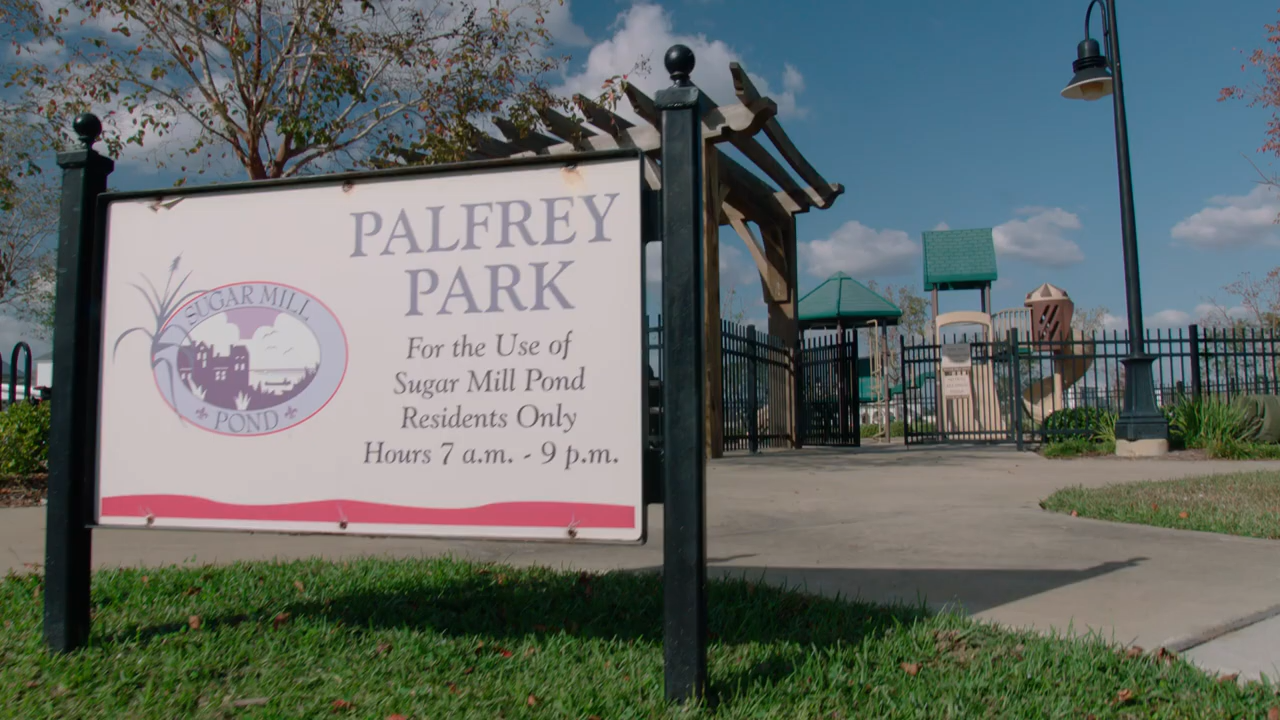 PALFREY
PARK
SUGAR MILL
POND
For the Use of
Sugar Mill Pond
Residents Only
Hours 7 a.m. - 9 p.m.